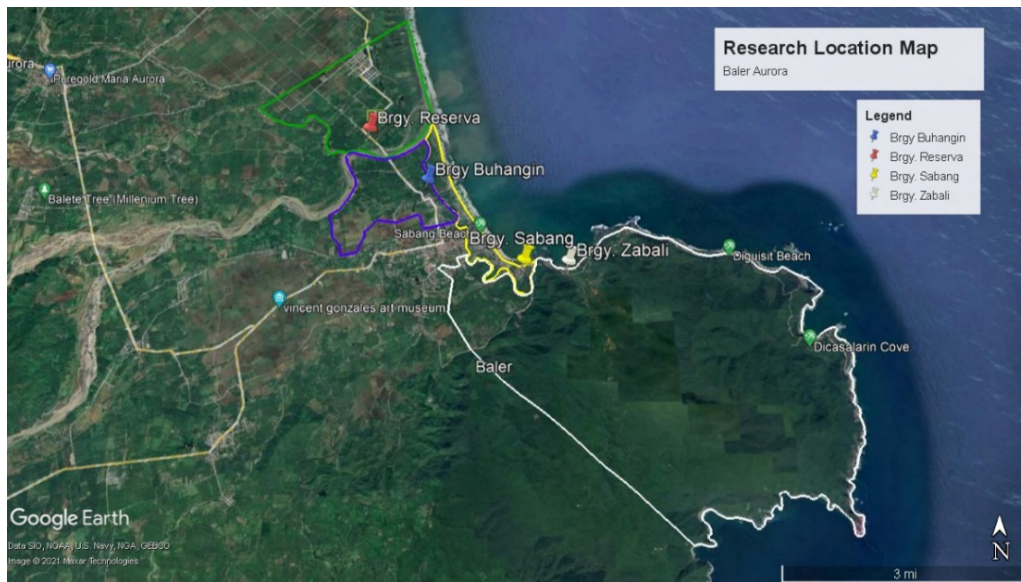 Research Location Map
Baler Aurora
Legend
Brgy Buhangin
Brgy. Reserva
Brgy. Sabang
Brgy. Zabali
urora
Puregold Maria Aurora
Brgy. Reserva
Brgy Buhangin
Balete Tree (Millenium Tree)
Sabang Beac
Brgy. Sabang
Brgy. Zabali
Diguisit Beach
vincent gonzales art museum
Dicasalarin Cove
Baler
Google Earth
Data SIO, NOAA, U.S. Navy, NGA, GEBCO
Image © 2021 Maxar Technologies
N
3 mi